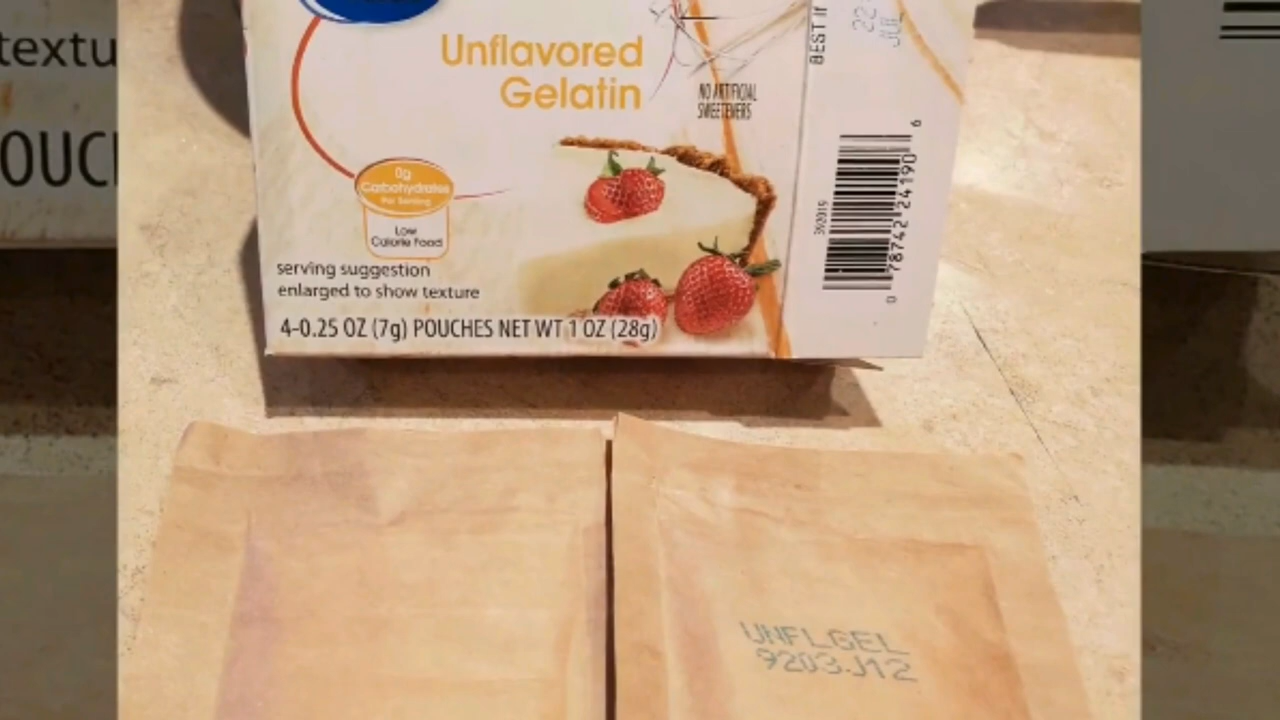 textu
OUC
Unflavored
Gelatin
NO ARTIFICIAL
SWEETENERS
0g
Carbohydrates
Per Serving
Low
Calorie Food
serving suggestion
enlarged to show texture
4-0.25 OZ (7g) POUCHES NET WT 1 OZ (28g)
BEST
22
JUL
392019
0 78742 24190 6
UNFLGEL
9203J12